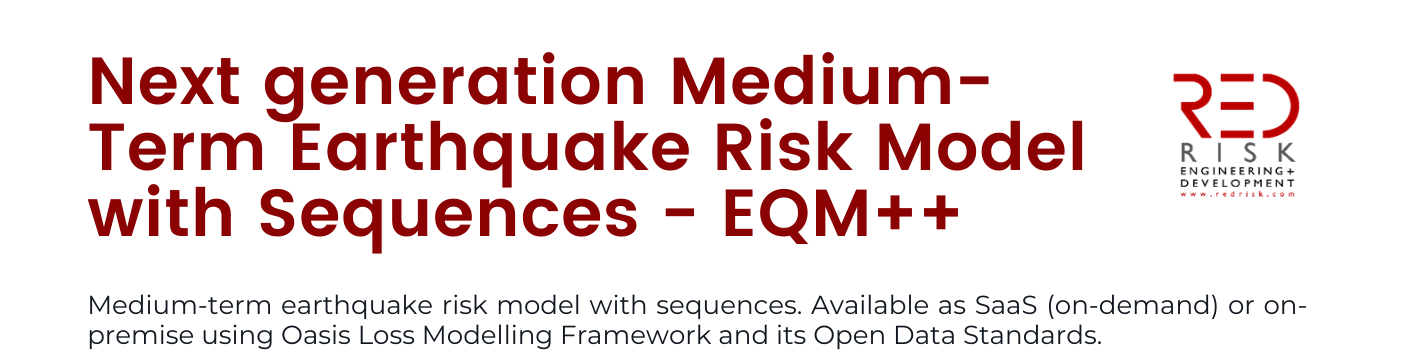 Next generation Medium-
Term Earthquake Risk Model
with Sequences - EQM++
RED
RISK
ENGINEERING+
DEVELOPMENT
www.redrisk.com
Medium-term earthquake risk model with sequences. Available as SaaS (on-demand) or on-
premise using Oasis Loss Modelling Framework and its Open Data Standards.